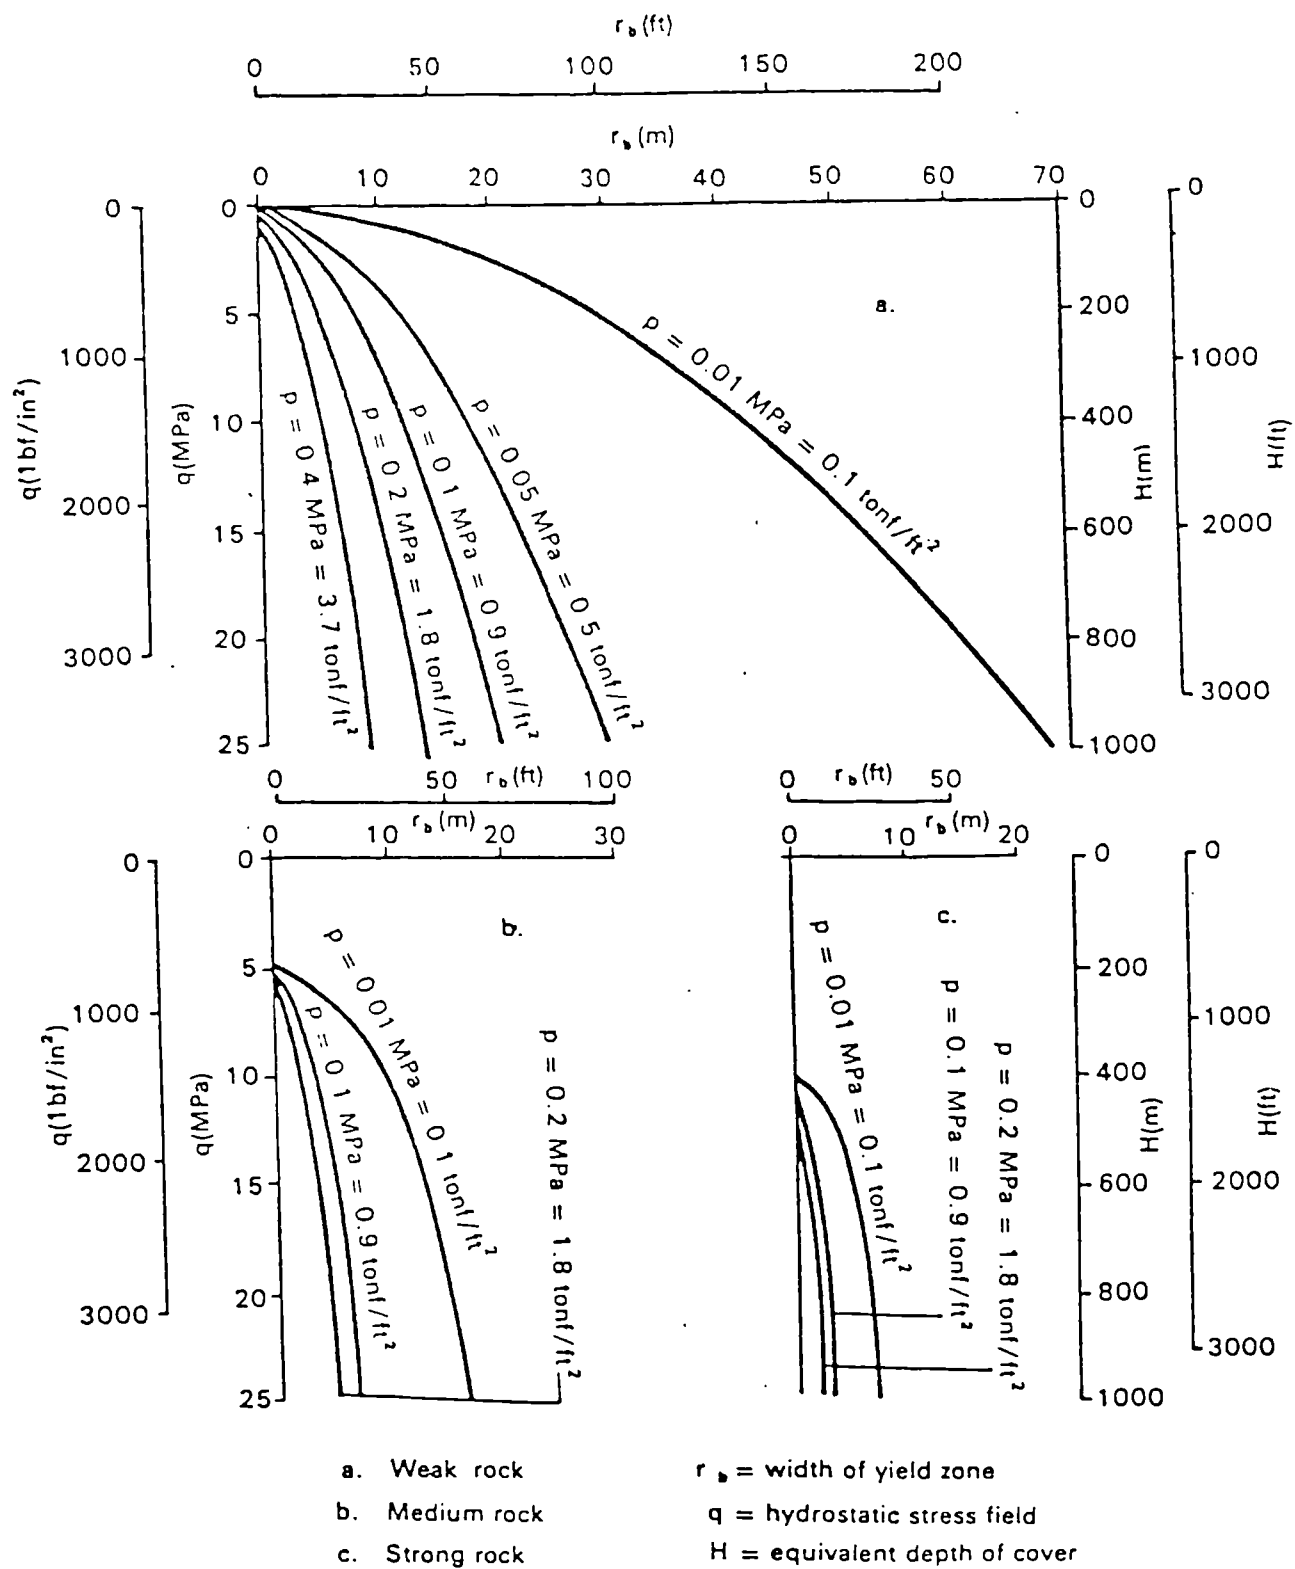 r b (ft)
0 50 100 150 200
r b (m)
0 10 20 30 40 50 60 70
0
1000
2000
3000
q(1bf/in²)
0
5
10
15
20
25
q(MPa)
a.
p = 0.01 MPa = 0.1 tonf/ft²
p = 0 05 MPa = 0 5 tonf/ft²
p = 0 1 MPa = 0 9 tonf/ft²
p = 0 2 MPa = 1.8 tonf/ft²
p = 0 4 MPa = 3.7 tonf/ft²
0
200
400
600
800
1000
H(m)
0
1000
2000
3000
H(ft)
0 50 r b (ft) 100
r b (m)
0 10 20 30
0
1000
2000
3000
q(1bf/in²)
0
5
10
15
20
25
q(MPa)
b.
p = 0 01 MPa = 0 1 tonf/ft²
p = 0 1 MPa = 0.9 tonf/ft²
p = 0.2 MPa = 1.8 tonf/ft²
0 r b (ft) 50
r b (m)
0 10 20
c.
p = 0.01 MPa = 0.1 tonf/ft²
p = 0.1 MPa = 0.9 tonf/ft²
p = 0.2 MPa = 1.8 tonf/ft²
0
200
400
600
800
1000
H(m)
0
1000
2000
3000
H(ft)
a. Weak rock
b. Medium rock
c. Strong rock
r b = width of yield zone
q = hydrostatic stress field
H = equivalent depth of cover